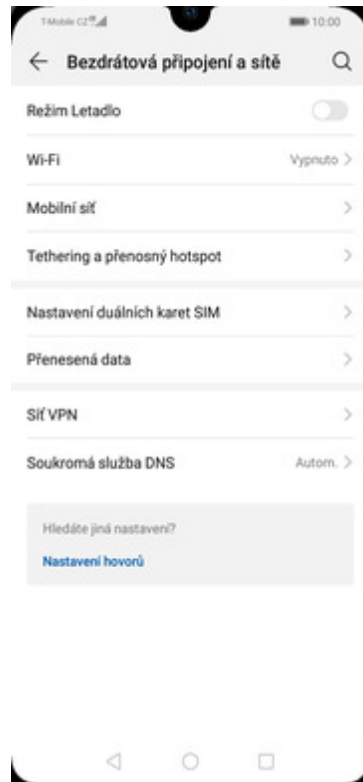 T-Mobile CZ
10:00
Bezdrátová připojení a sítě
Režim Letadlo
Wi-Fi Vypnuto
Mobilní síť
Tethering a přenosný hotspot
Nastavení duálních karet SIM
Přenesená data
Síť VPN
Soukromá služba DNS Autom.
Hledáte jiná nastavení?
Nastavení hovorů